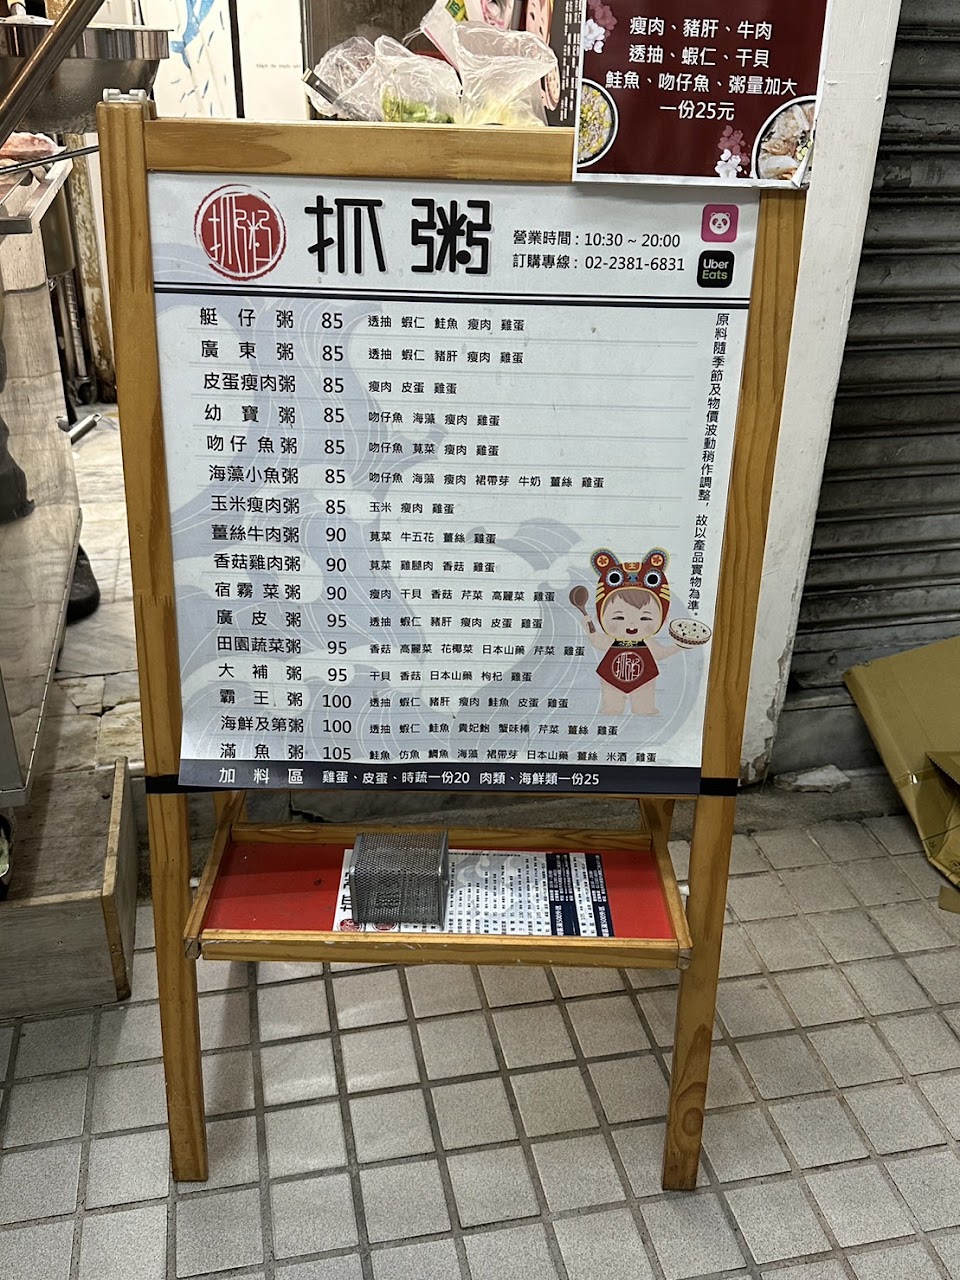 瘦肉、豬肝、牛肉
透抽、蝦仁、干貝
鮭魚、吻仔魚、粥量加大
一份25元
抓粥
抓粥
營業時間：10:30 ~ 20:00
訂購專線：02-2381-6831
Uber
Eats
艇仔粥 85 透抽 蝦仁 鮭魚 瘦肉 雞蛋
廣東粥 85 透抽 蝦仁 豬肝 瘦肉 雞蛋
皮蛋瘦肉粥 85 瘦肉 皮蛋 雞蛋
幼寶粥 85 吻仔魚 海藻 瘦肉 雞蛋
吻仔魚粥 85 吻仔魚 莧菜 瘦肉 雞蛋
海藻小魚粥 85 吻仔魚 海藻 瘦肉 裙帶芽 牛奶 薑絲 雞蛋
玉米瘦肉粥 85 玉米 瘦肉 雞蛋
薑絲牛肉粥 90 莧菜 牛五花 薑絲 雞蛋
香菇雞肉粥 90 莧菜 雞腿肉 香菇 雞蛋
宿霧菜粥 90 瘦肉 干貝 香菇 芹菜 高麗菜 雞蛋
廣皮粥 95 透抽 蝦仁 豬肝 瘦肉 皮蛋 雞蛋
田園蔬菜粥 95 香菇 高麗菜 花椰菜 日本山藥 芹菜 雞蛋
大補粥 95 干貝 香菇 日本山藥 枸杞 雞蛋
霸王粥 100 透抽 蝦仁 豬肝 瘦肉 鮭魚 皮蛋 雞蛋
海鮮及第粥 100 透抽 蝦仁 鮭魚 貴妃鮑 蟹味棒 芹菜 薑絲 雞蛋
滿魚粥 105 鮭魚 仿魚 鯛魚 海藻 裙帶芽 日本山藥 薑絲 米酒 雞蛋
加料區 雞蛋、皮蛋、時蔬一份20 肉類、海鮮類一份25
原料隨季節及物價波動稍作調整，故以產品實物為準。
抓粥